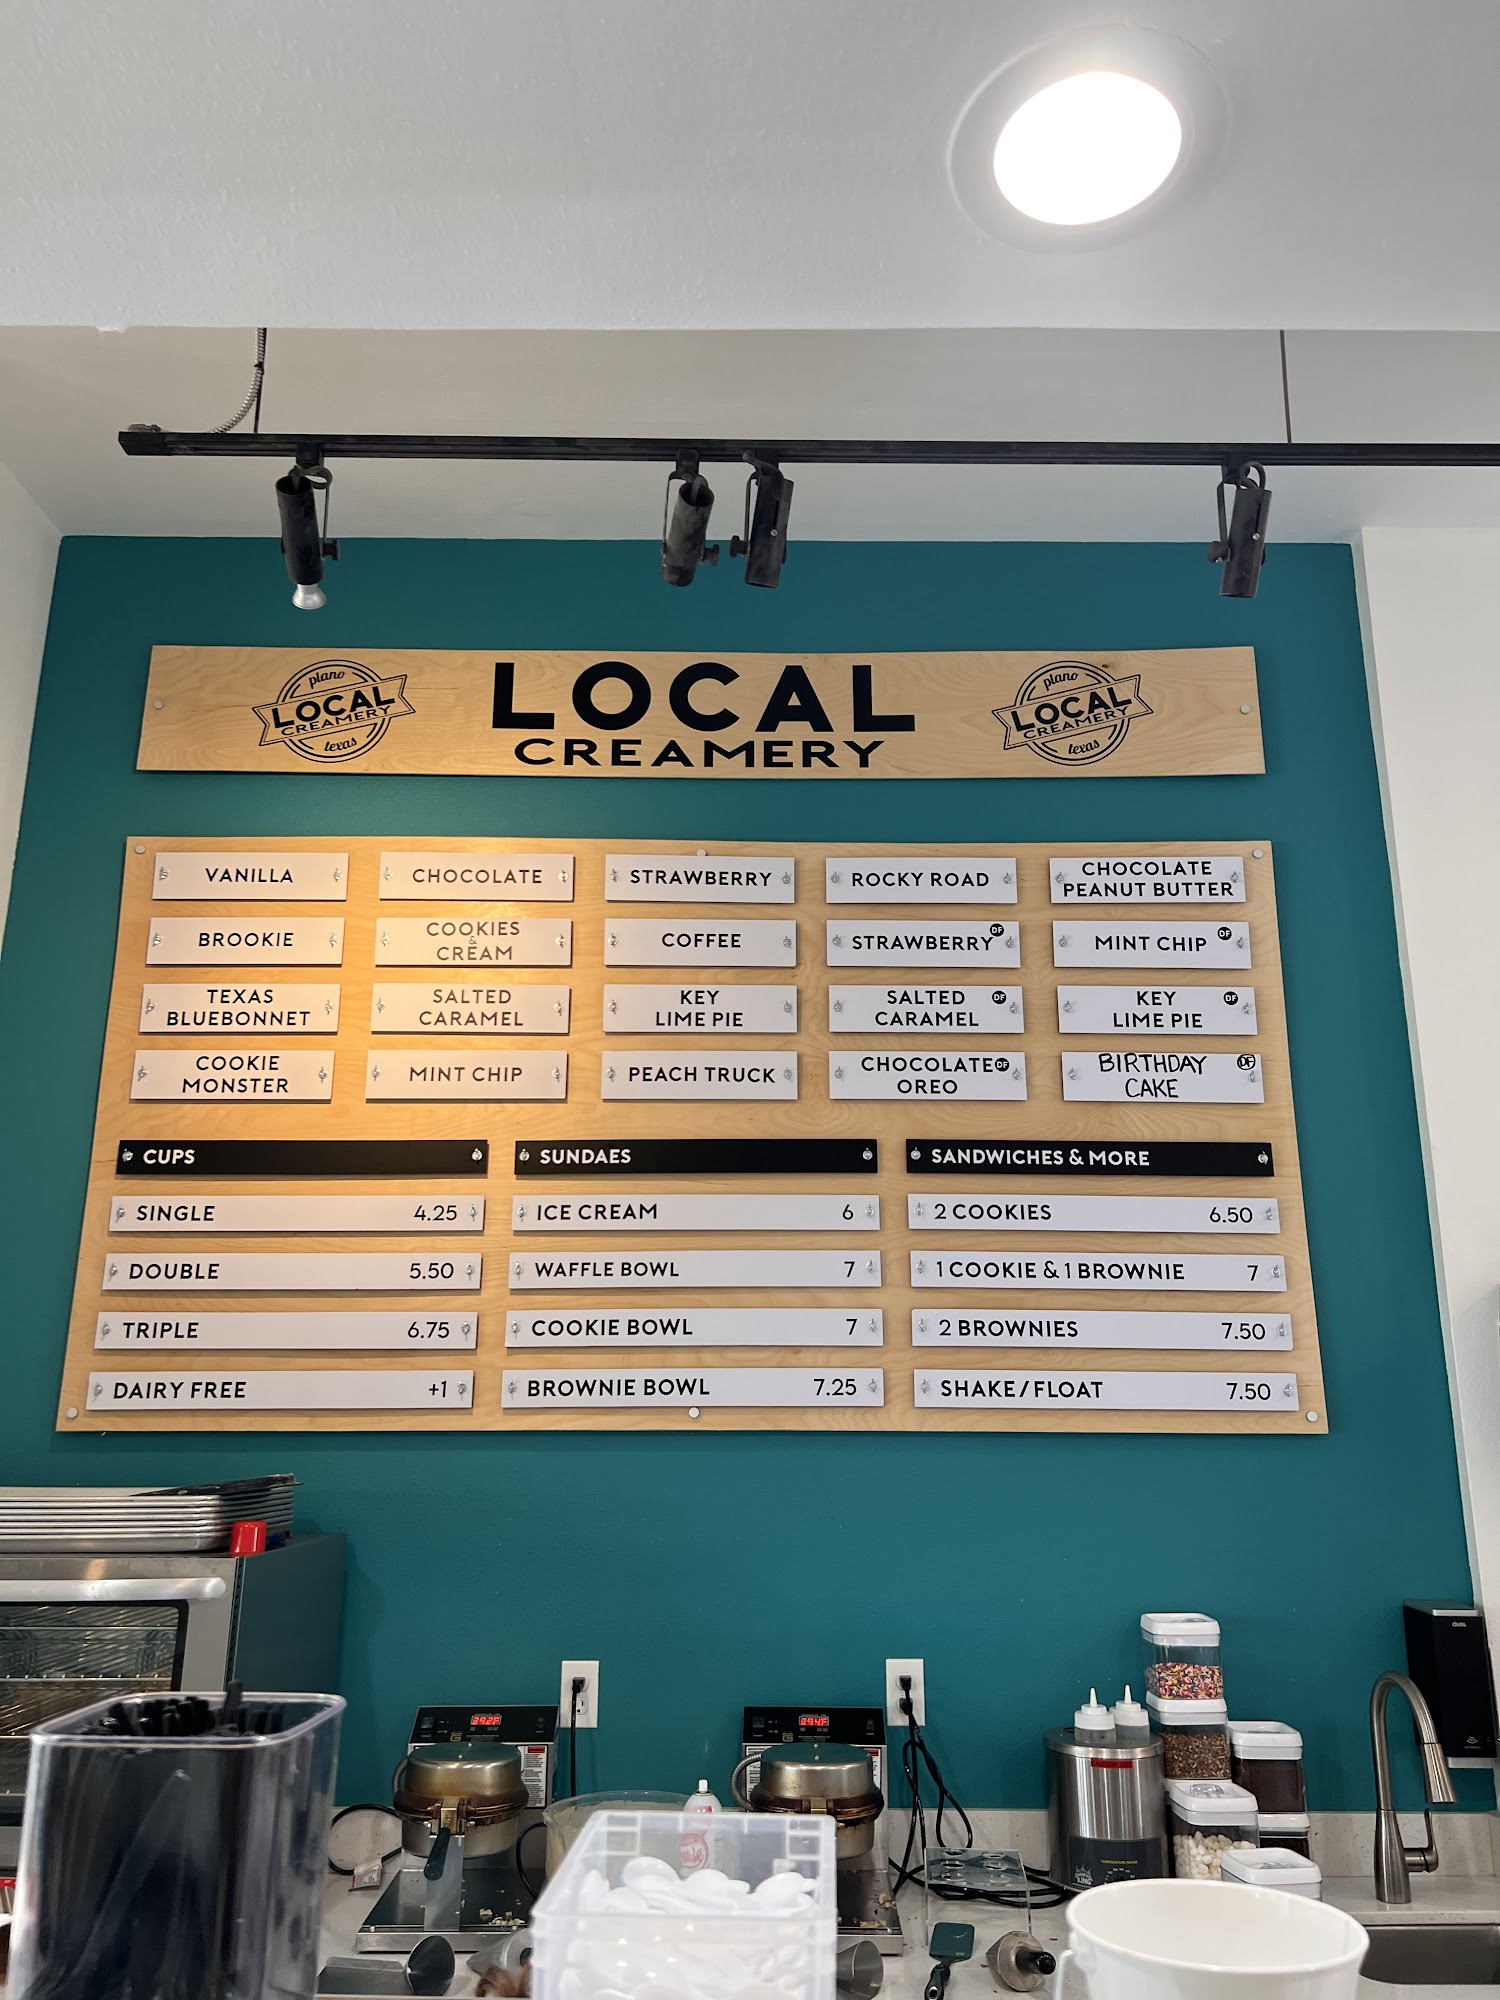 plano
LOCAL
CREAMERY
texas
LOCAL
CREAMERY
plano
LOCAL
CREAMERY
texas
VANILLA
CHOCOLATE
STRAWBERRY
ROCKY ROAD
CHOCOLATE
PEANUT BUTTER
BROOKIE
COOKIES
&
CREAM
COFFEE
STRAWBERRY DF
MINT CHIP DF
TEXAS
BLUEBONNET
SALTED
CARAMEL
KEY
LIME PIE
SALTED DF
CARAMEL
KEY DF
LIME PIE
COOKIE
MONSTER
MINT CHIP
PEACH TRUCK
CHOCOLATE DF
OREO
BIRTHDAY DF
CAKE
CUPS
SINGLE 4.25
DOUBLE 5.50
TRIPLE 6.75
DAIRY FREE +1
SUNDAES
ICE CREAM 6
WAFFLE BOWL 7
COOKIE BOWL 7
BROWNIE BOWL 7.25
SANDWICHES & MORE
2 COOKIES 6.50
1 COOKIE & 1 BROWNIE 7
2 BROWNIES 7.50
SHAKE/FLOAT 7.50